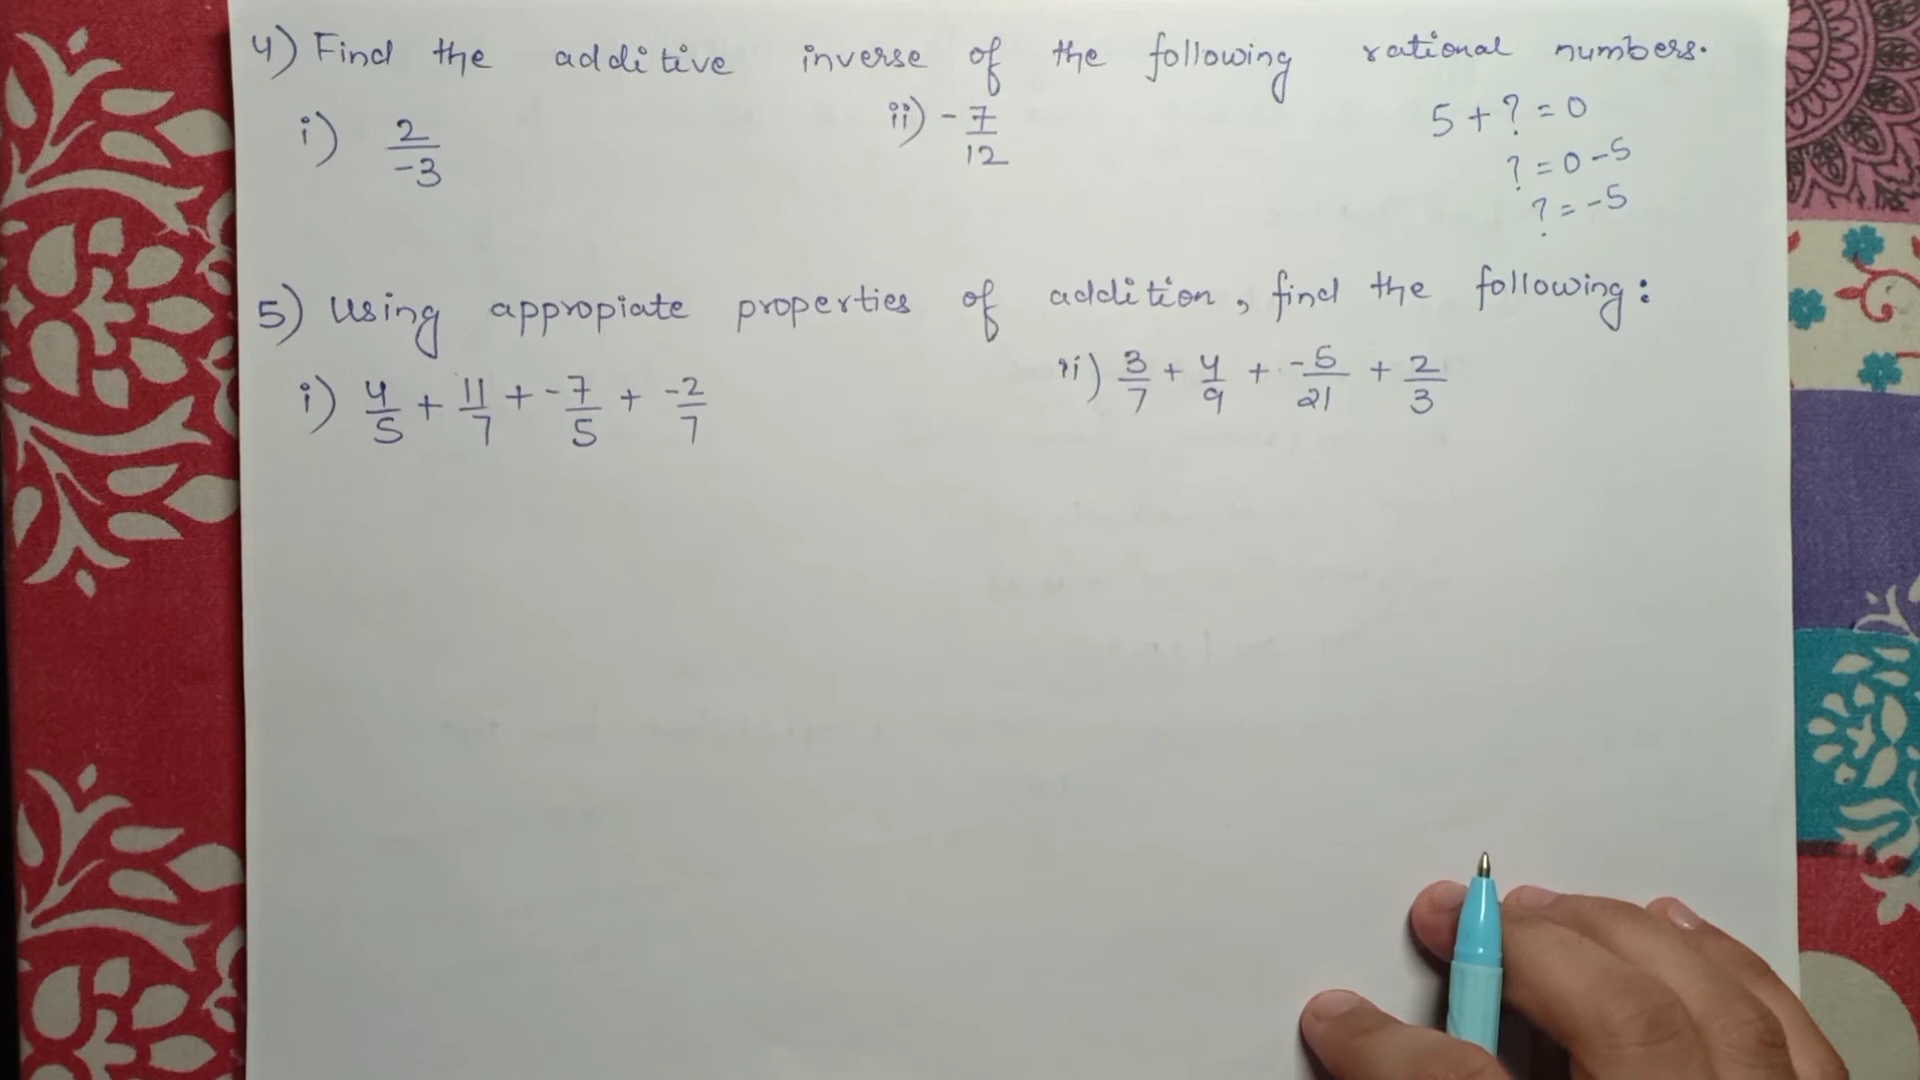 4) Find the additive inverse of the following rational numbers.
i) 2/-3 ii) -7/12
5 + ? = 0
? = 0 - 5
? = -5
5) Using appropiate properties of addition, find the following:
i) 4/5 + 11/7 + -7/5 + -2/7 ii) 3/7 + 4/9 + -5/21 + 2/3